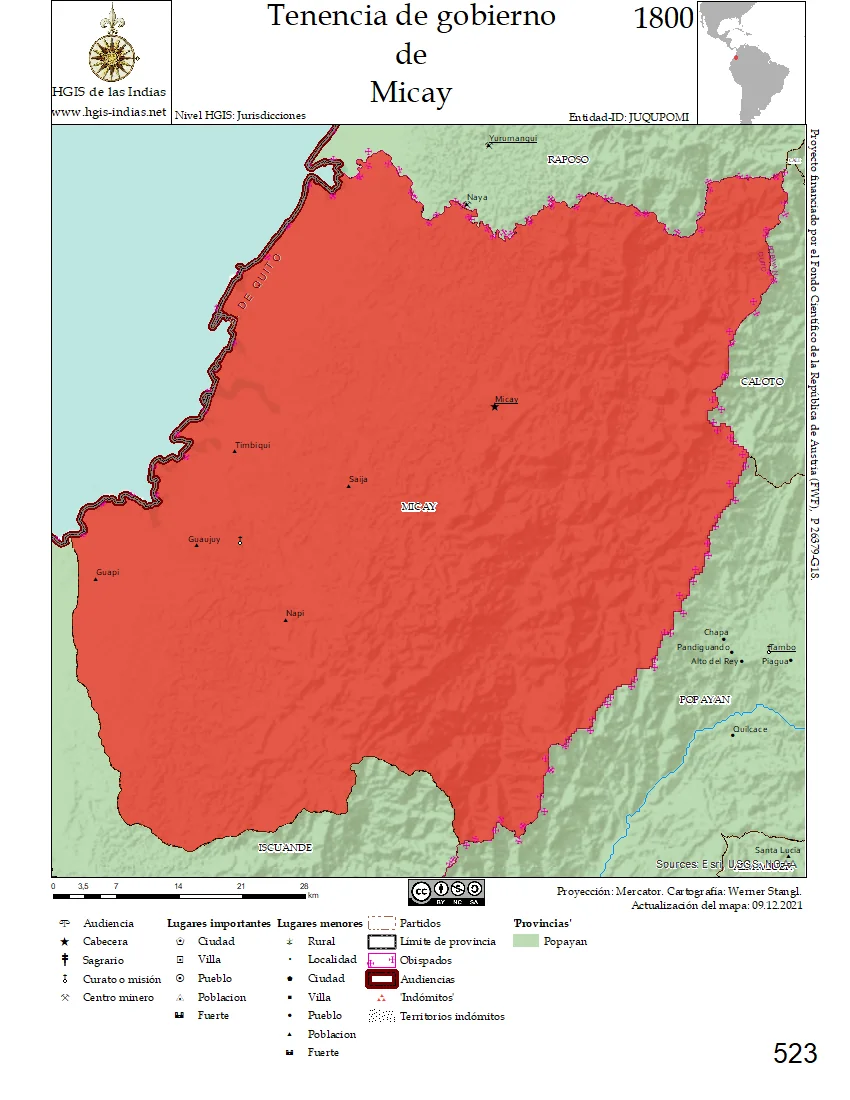 Tenencia de gobierno
de
Micay
1800
HGIS de las Indias
www.hgis-indias.net
Nivel HGIS: Jurisdicciones
Entidad-ID: JUQUPOMI
Proyecto financiado por el Fondo Científico de la República de Austria (FWF), P 26379-G18.
Yurumangui
RAPOSO
Naya
DE QUITO
CALOTO
Micay
Timbiqui
Saija
MICAY
Guaujuy
Guapi
Napi
Chapa
Pandiguando
Tambo
Alto del Rey
Piagua
POPAYAN
Quilcace
ISCUANDE
Santa Lucia
Sources: Esri, USGS, NOAA
0 3,5 7 14 21 28
km
BY NC SA
Proyección: Mercator. Cartografía: Werner Stangl.
Actualización del mapa: 09.12.2021
Audiencia
Cabecera
Sagrario
Curato o misión
Centro minero
Lugares importantes
Ciudad
Villa
Pueblo
Poblacion
Fuerte
Lugares menores
Rural
Localidad
Ciudad
Villa
Pueblo
Poblacion
Fuerte
Partidos
Límite de provincia
Obispados
Audiencias
'Indómitos'
Territorios indómitos
'Provincias'
Popayan
523